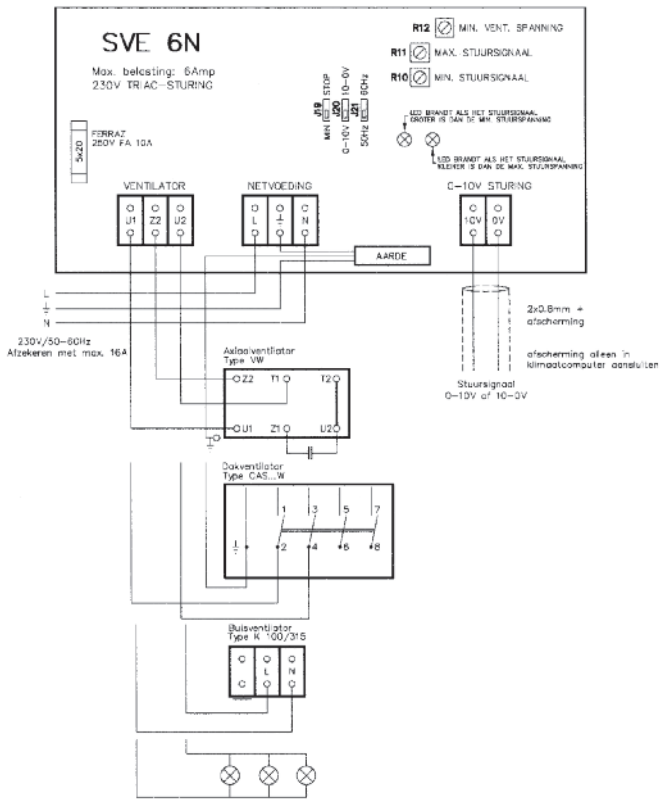 SVE 6N
Max. belasting: 6Amp
230V TRIAC-STURING
R12 MIN. VENT. SPANNING
R11 MAX. STUURSIGNAAL
R10 MIN. STUURSIGNAAL
J19 MIN STOP
J20 0-10V 10-0V
J21 50Hz 60Hz
LED BRANDT ALS HET STUURSIGNAAL
GROTER IS DAN DE MIN. STUURSPANNING
LED BRANDT ALS HET STUURSIGNAAL
KLEINER IS DAN DE MAX. STUURSPANNING
5x20
FERRAZ
250V FA 10A
VENTILATOR
NETVOEDING
0-10V STURING
U1 Z2 U2
L N
10V 0V
AARDE
L
N
230V/50-60Hz
Afzekeren met max. 16A
2x0.8mm +
afscherming
afscherming alleen in
klimaatcomputer aansluiten
Stuursignaal
0-10V of 10-0V
Axiaalventilator
Type VW
Z2 T1 T2
U1 Z1 U2
Dakventilator
Type CAS...W
1 3 5 7
2 4 6 8
Buisventilator
Type K 100/315
L N